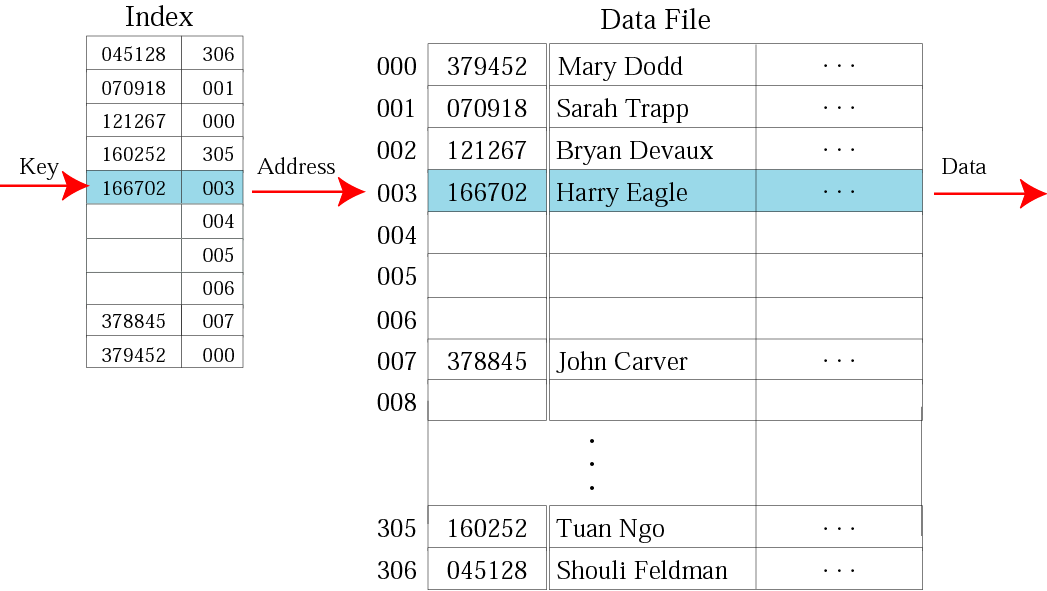 Index
045128 306
070918 001
121267 000
160252 305
166702 003
004
005
006
378845 007
379452 000
Key
Address
Data File
000 379452 Mary Dodd ...
001 070918 Sarah Trapp ...
002 121267 Bryan Devaux ...
003 166702 Harry Eagle ...
004
005
006
007 378845 John Carver ...
008
305 160252 Tuan Ngo ...
306 045128 Shouli Feldman ...
Data